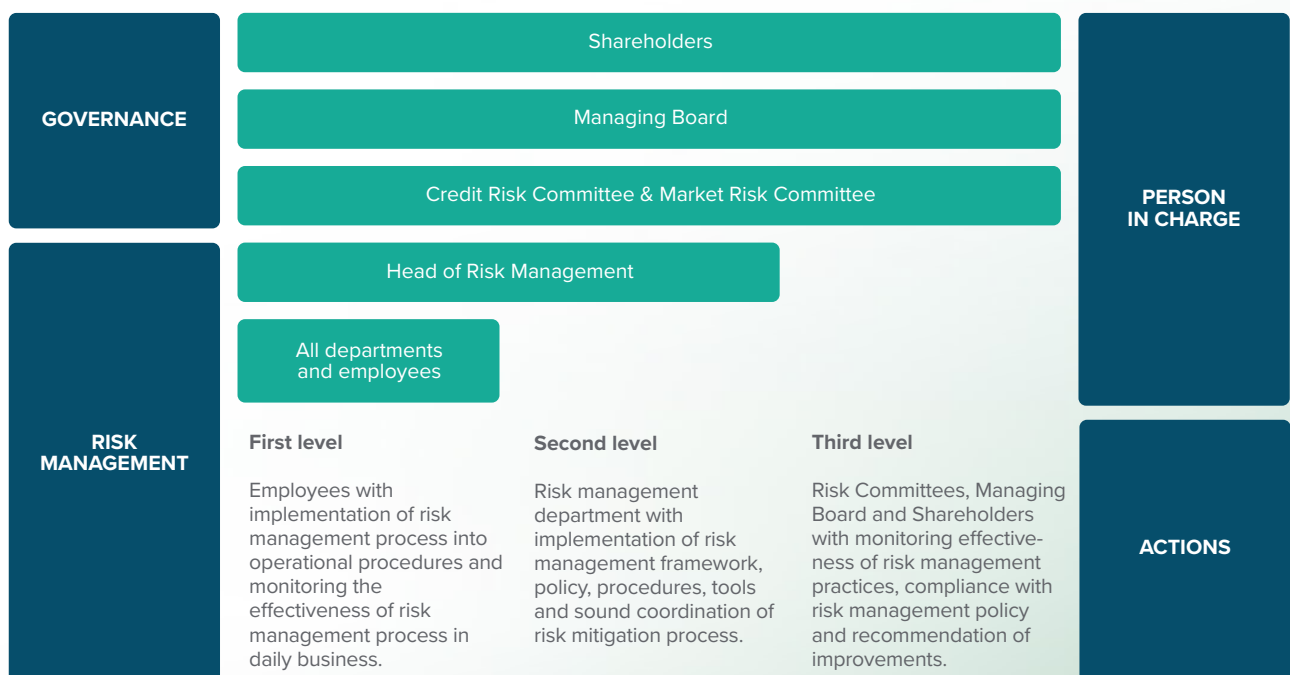 GOVERNANCE
Shareholders
Managing Board
Credit Risk Committee & Market Risk Committee
PERSON
IN CHARGE
RISK
MANAGEMENT
Head of Risk Management
All departments
and employees
First level
Employees with
implementation of risk
management process into
operational procedures and
monitoring the
effectiveness of risk
management process in
daily business.
Second level
Risk management
department with
implementation of risk
management framework,
policy, procedures, tools
and sound coordination of
risk mitigation process.
Third level
Risk Committees, Managing
Board and Shareholders
with monitoring effective-
ness of risk management
practices, compliance with
risk management policy
and recommendation of
improvements.
ACTIONS